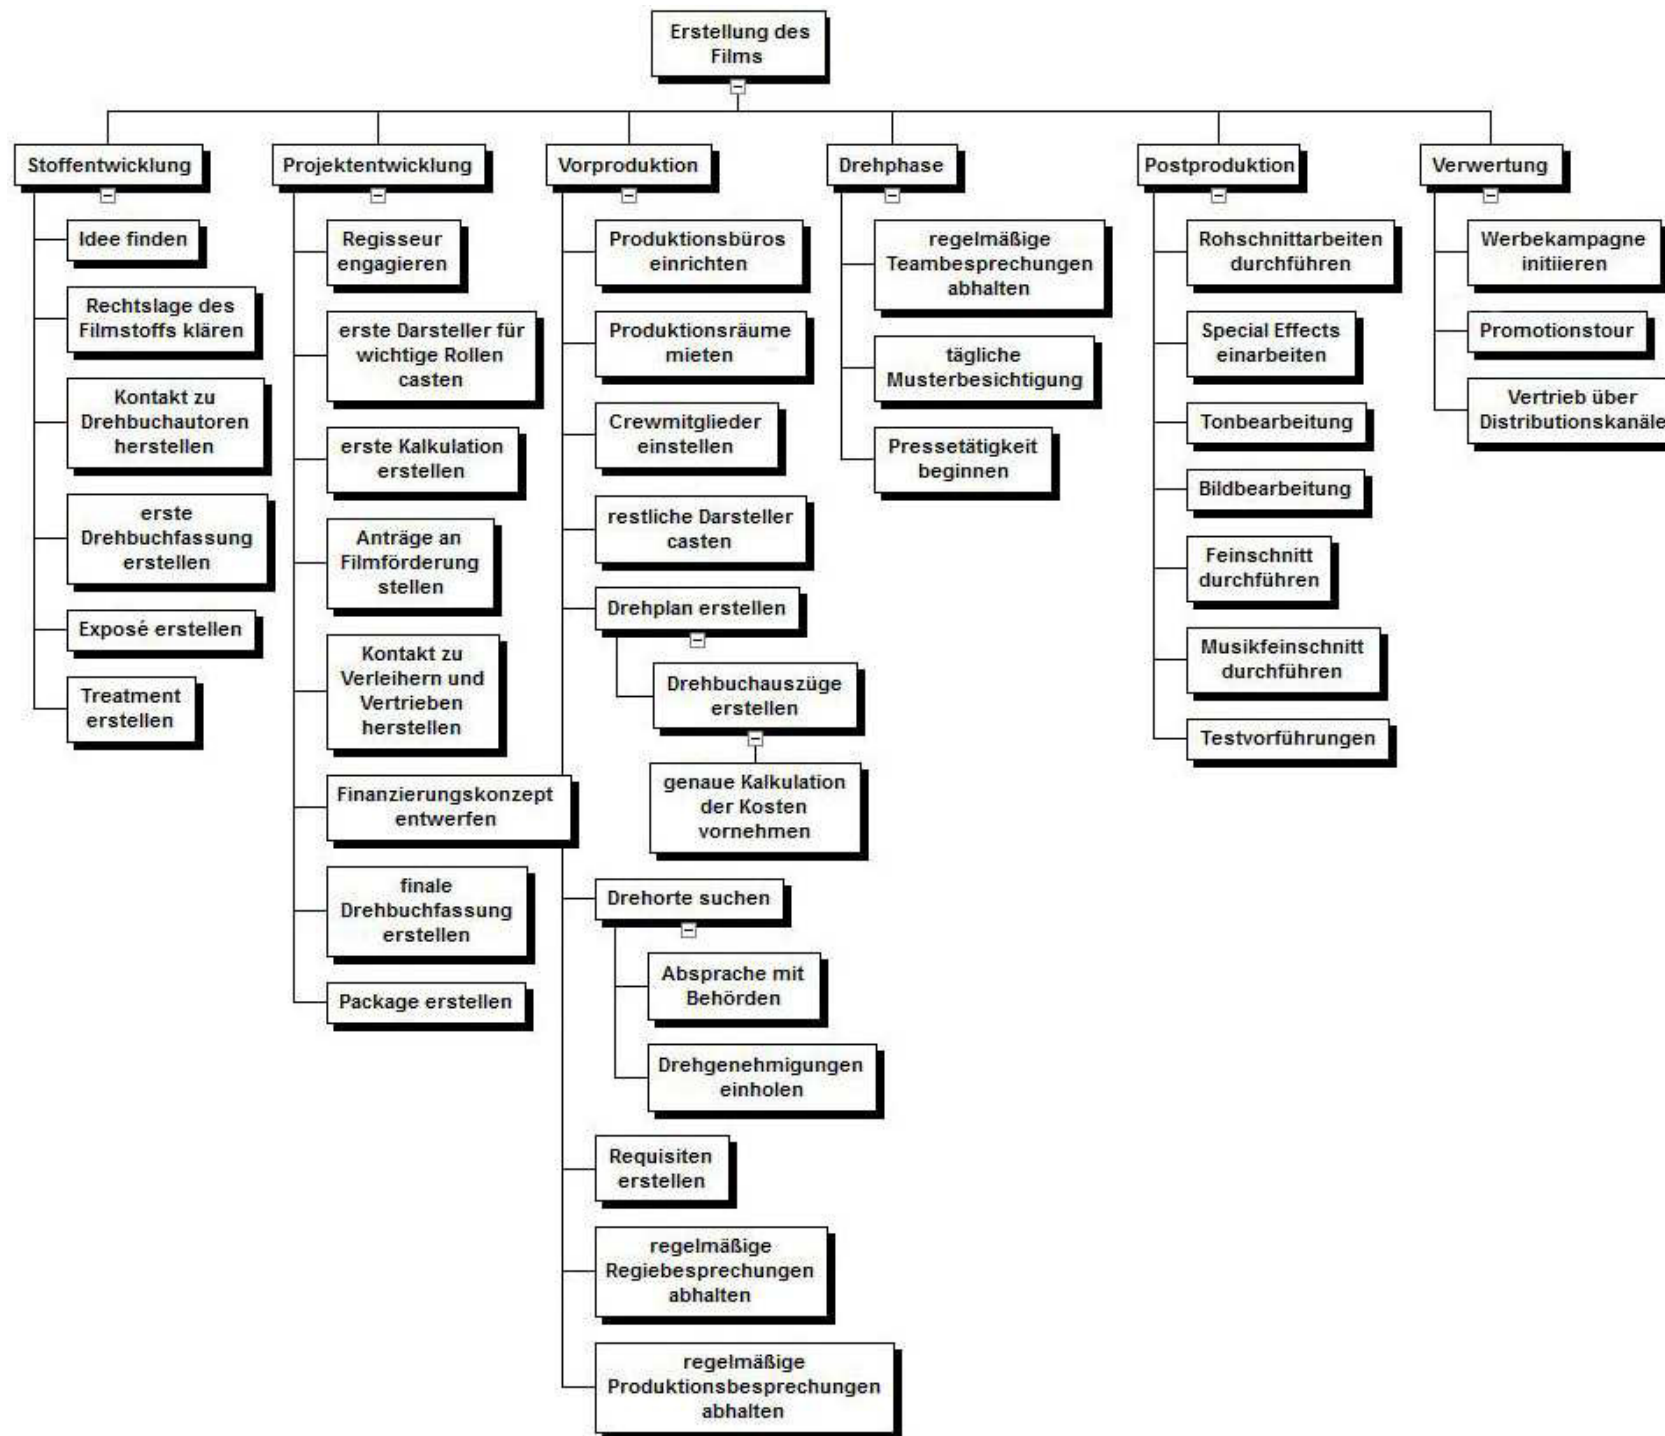 Erstellung des
Films
Stoffentwicklung
Idee finden
Rechtslage des
Filmstoffs klären
Kontakt zu
Drehbuchautoren
herstellen
erste
Drehbuchfassung
erstellen
Exposé erstellen
Treatment
erstellen
Projektentwicklung
Regisseur
engagieren
erste Darsteller für
wichtige Rollen
casten
erste Kalkulation
erstellen
Anträge an
Filmförderung
stellen
Kontakt zu
Verleihern und
Vertrieben
herstellen
Finanzierungskonzept
entwerfen
finale
Drehbuchfassung
erstellen
Package erstellen
Vorproduktion
Produktionsbüros
einrichten
Produktionsräume
mieten
Crewmitglieder
einstellen
restliche Darsteller
casten
Drehplan erstellen
Drehbuchauszüge
erstellen
genaue Kalkulation
der Kosten
vornehmen
Drehorte suchen
Absprache mit
Behörden
Drehgenehmigungen
einholen
Requisiten
erstellen
regelmäßige
Regiebesprechungen
abhalten
regelmäßige
Produktionsbesprechungen
abhalten
Drehphase
regelmäßige
Teambesprechungen
abhalten
tägliche
Musterbesichtigung
Pressetätigkeit
beginnen
Postproduktion
Rohschnittarbeiten
durchführen
Special Effects
einarbeiten
Tonbearbeitung
Bildbearbeitung
Feinschnitt
durchführen
Musikfeinschnitt
durchführen
Testvorführungen
Verwertung
Werbekampagne
initiieren
Promotionstour
Vertrieb über
Distributionskanäle